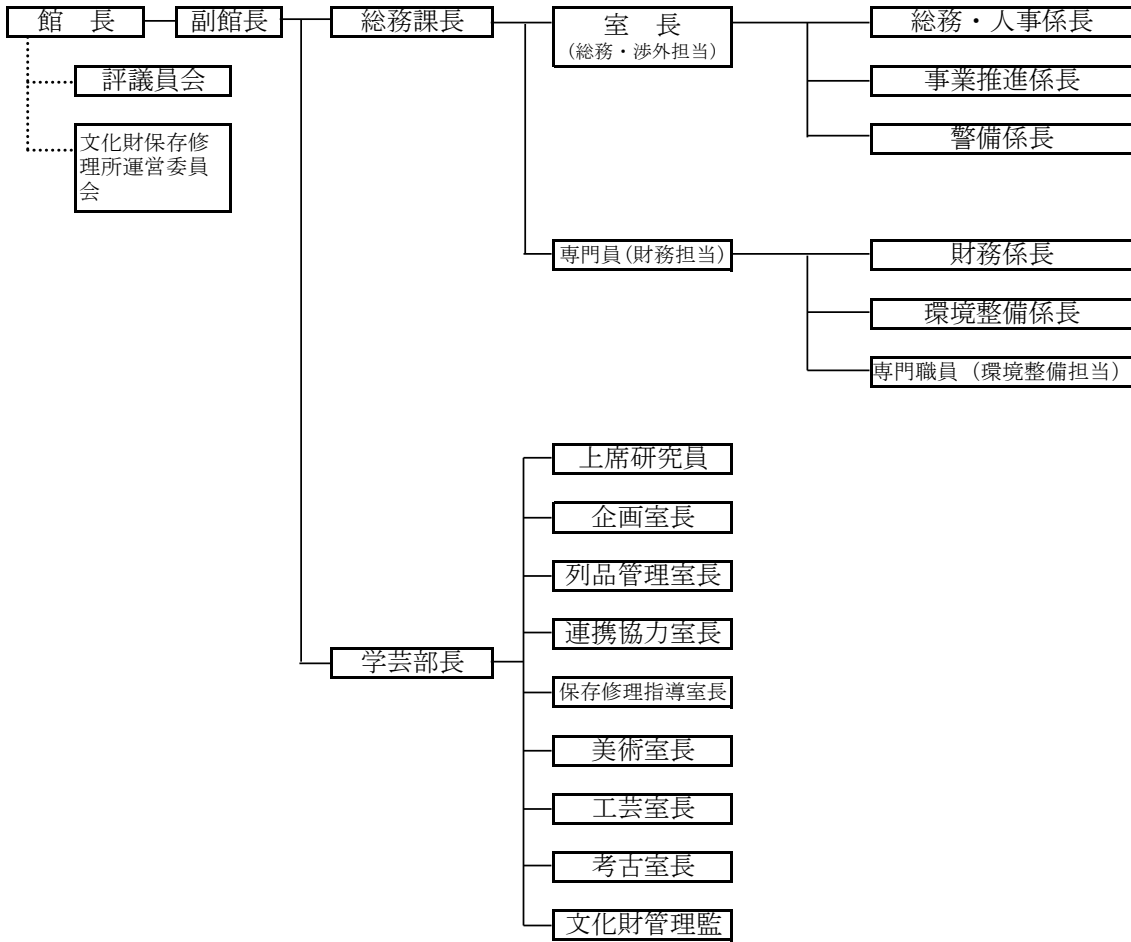 館　長
副館長
総務課長
室　長
(総務・渉外担当)
総務・人事係長
評議員会
事業推進係長
文化財保存修
理所運営委員
会
警備係長
専門員(財務担当)
財務係長
環境整備係長
専門職員（環境整備担当）
上席研究員
企画室長
列品管理室長
連携協力室長
学芸部長
保存修理指導室長
美術室長
工芸室長
考古室長
文化財管理監